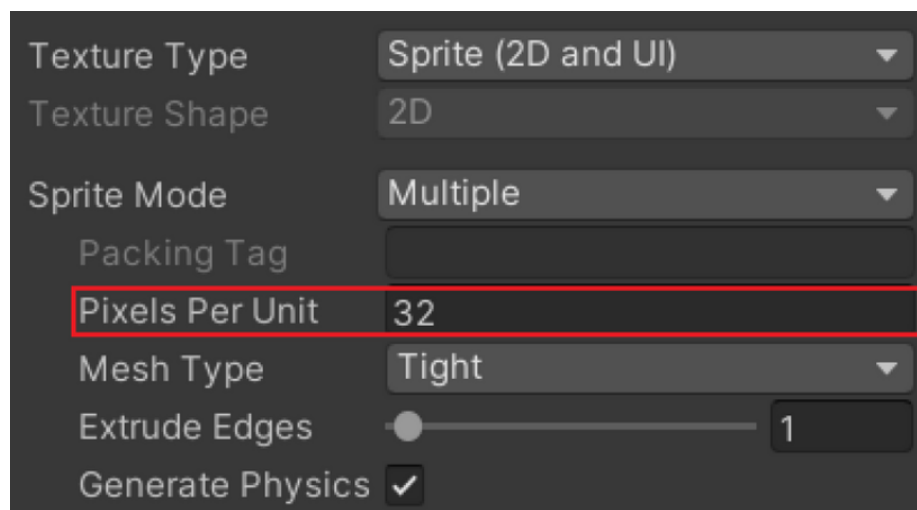 Texture Type Sprite (2D and UI)
Texture Shape 2D
Sprite Mode Multiple
Packing Tag
Pixels Per Unit 32
Mesh Type Tight
Extrude Edges 1
Generate Physics